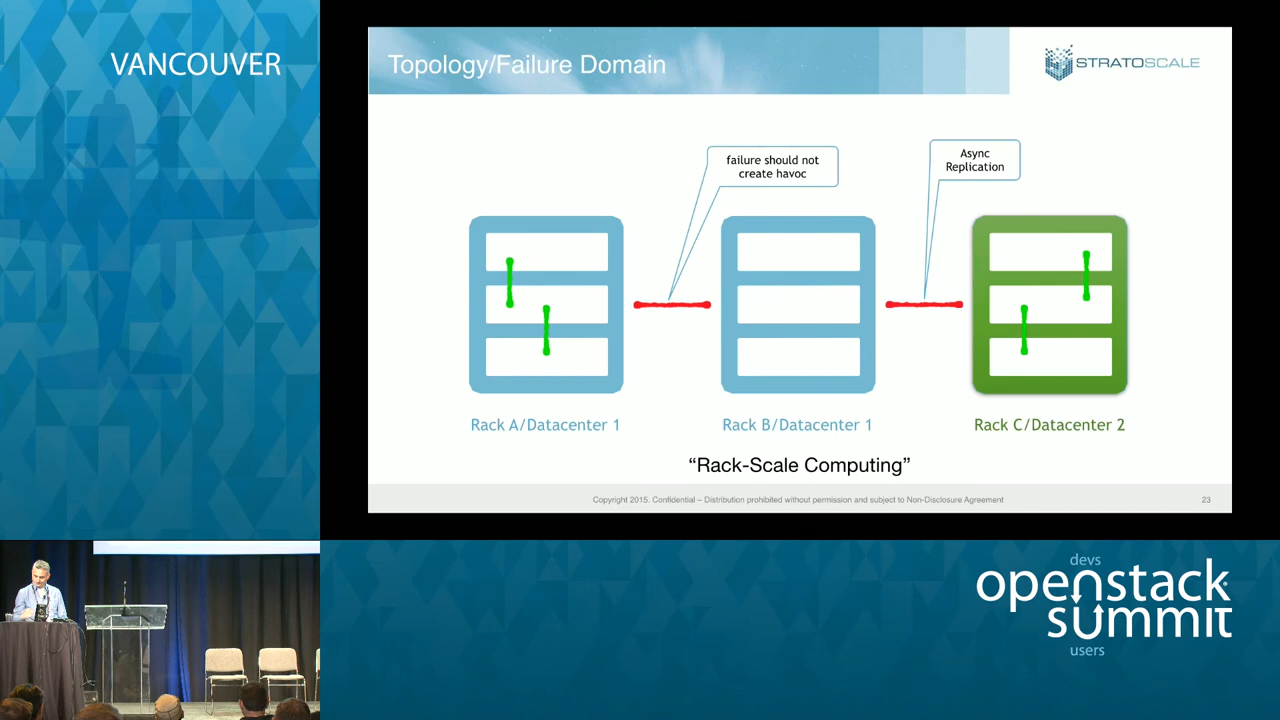 VANCOUVER
Topology/Failure Domain
STRATOSCALE
failure should not
create havoc
Async
Replication
Rack A/Datacenter 1
Rack B/Datacenter 1
Rack C/Datacenter 2
“Rack-Scale Computing”
Copyright 2015. Confidential – Distribution prohibited without permission and subject to Non-Disclosure Agreement
23
devs
openstack
summit
users